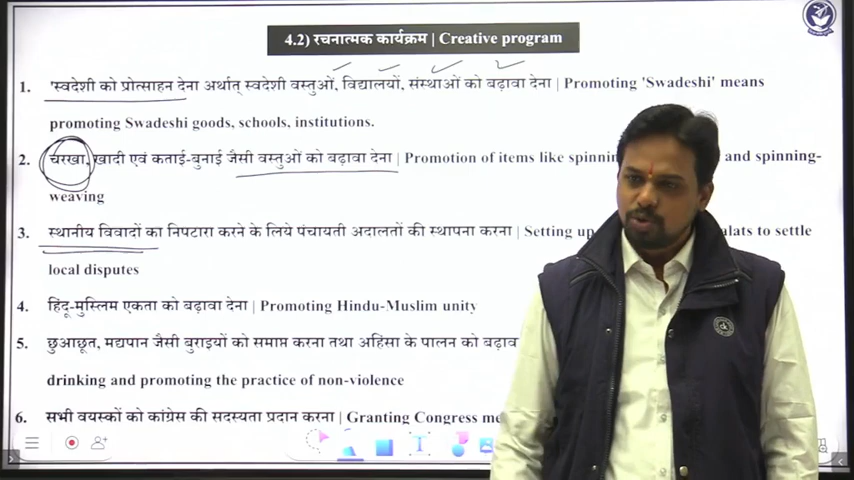 4.2) रचनात्मक कार्यक्रम | Creative program
1. 'स्वदेशी को प्रोत्साहन देना अर्थात् स्वदेशी वस्तुओं, विद्यालयों, संस्थाओं को बढ़ावा देना | Promoting 'Swadeshi' means
promoting Swadeshi goods, schools, institutions.
2. चरखा, खादी एवं कताई-बुनाई जैसी वस्तुओं को बढ़ावा देना | Promotion of items like and spinning-
weaving
3. स्थानीय विवादों का निपटारा करने के लिये पंचायती अदालतों की स्थापना करना | Setting up to settle
local disputes
4. हिंदू-मुस्लिम एकता को बढ़ावा देना | Promoting Hindu-Muslim unity
5. छुआछूत, मद्यपान जैसी बुराइयों को समाप्त करना तथा अहिंसा के पालन को
drinking and promoting the practice of non-violence
6. सभी वयस्कों को कांग्रेस की सदस्यता प्रदान करना | Granting Congress